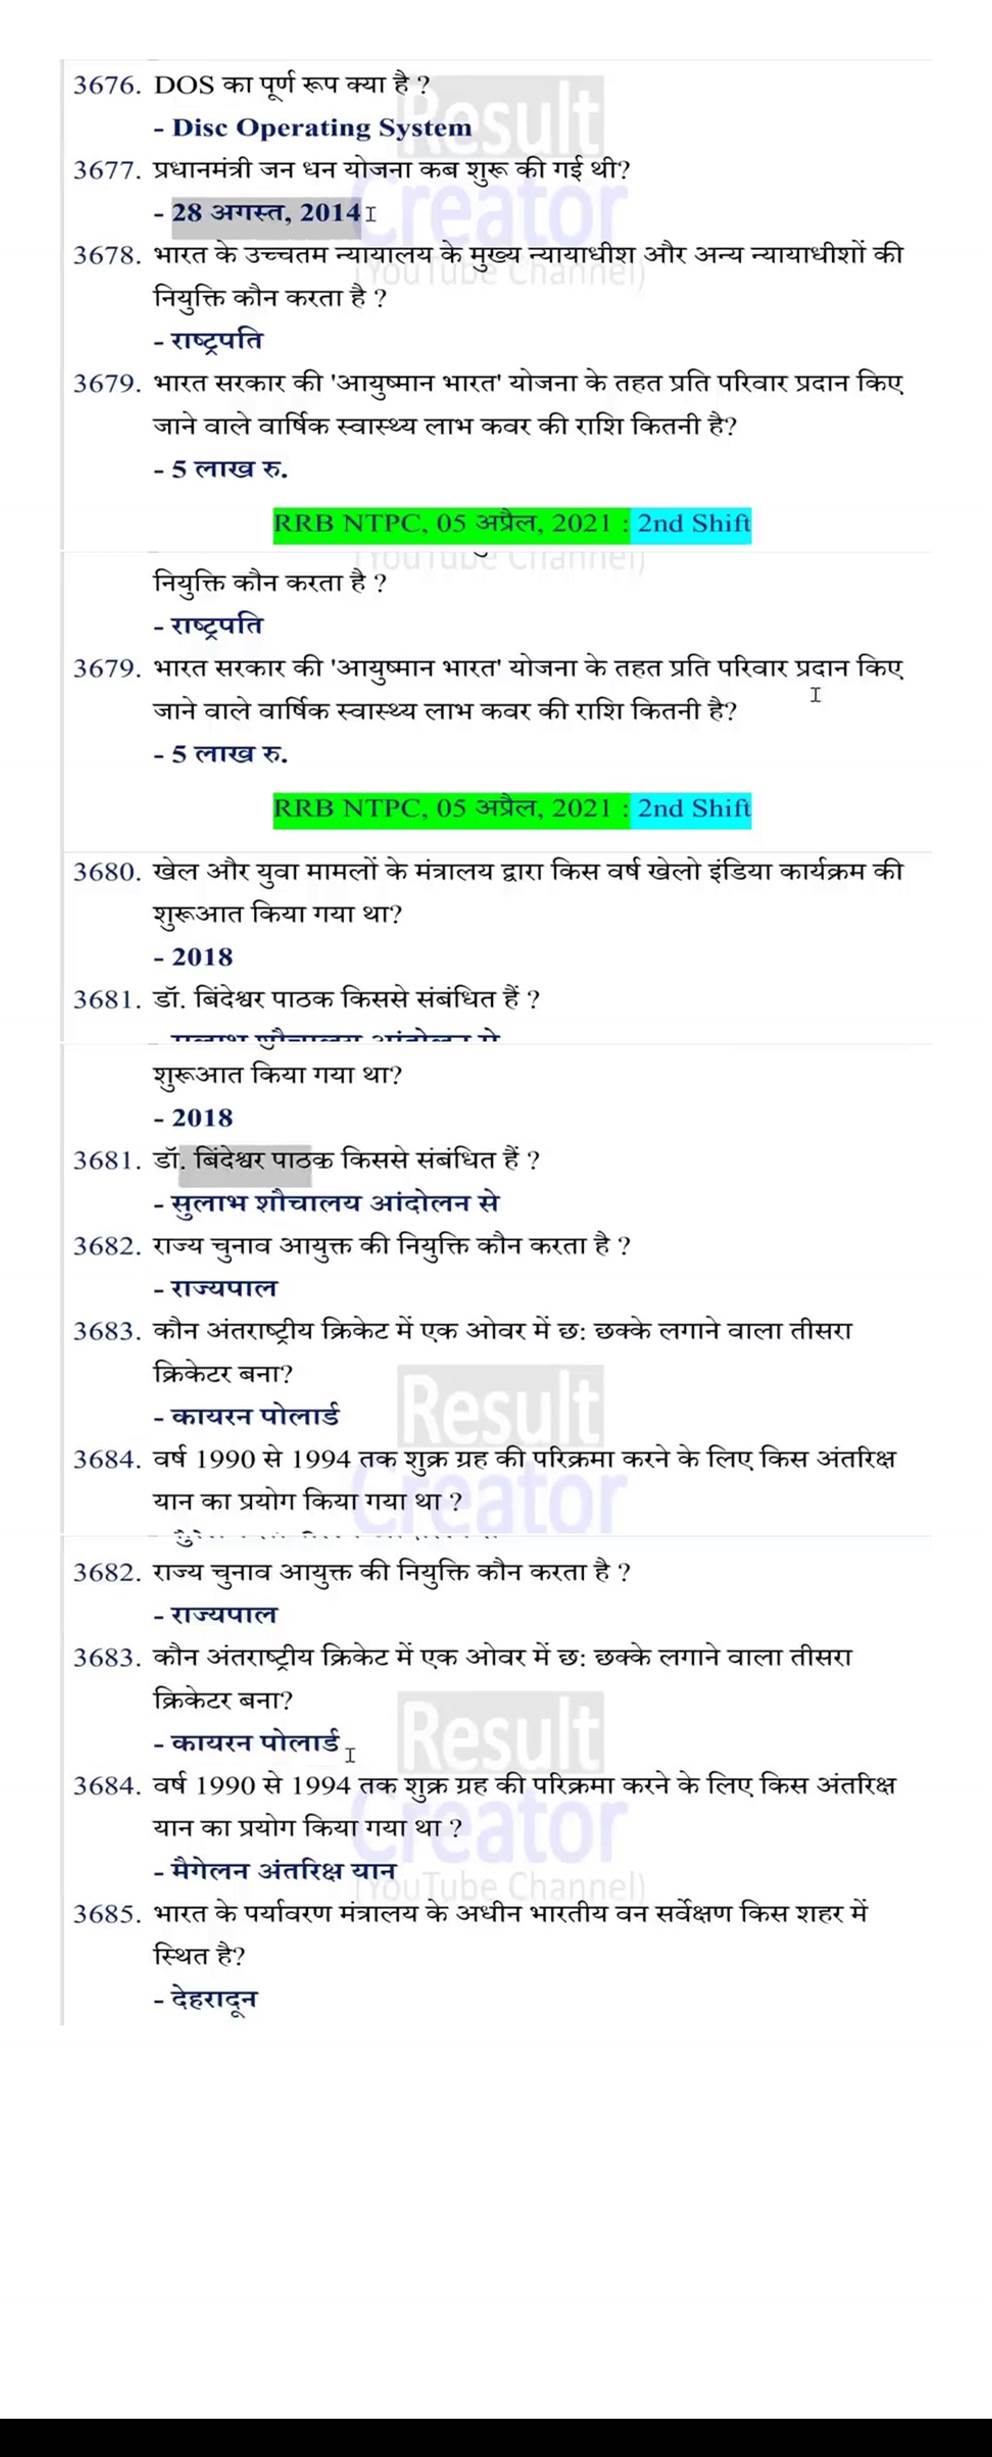 3676. DOS का पूर्ण रूप क्या है ?
- Disc Operating System
3677. प्रधानमंत्री जन धन योजना कब शुरू की गई थी?
- 28 अगस्त, 2014
3678. भारत के उच्चतम न्यायालय के मुख्य न्यायाधीश और अन्य न्यायाधीशों की
नियुक्ति कौन करता है ?
- राष्ट्रपति
3679. भारत सरकार की 'आयुष्मान भारत' योजना के तहत प्रति परिवार प्रदान किए
जाने वाले वार्षिक स्वास्थ्य लाभ कवर की राशि कितनी है?
- 5 लाख रु.
RRB NTPC, 05 अप्रैल, 2021 : 2nd Shift
(YouTube Channel)
नियुक्ति कौन करता है ?
- राष्ट्रपति
3679. भारत सरकार की 'आयुष्मान भारत' योजना के तहत प्रति परिवार प्रदान किए
जाने वाले वार्षिक स्वास्थ्य लाभ कवर की राशि कितनी है?
- 5 लाख रु.
RRB NTPC, 05 अप्रैल, 2021 : 2nd Shift
3680. खेल और युवा मामलों के मंत्रालय द्वारा किस वर्ष खेलो इंडिया कार्यक्रम की
शुरूआत किया गया था?
- 2018
3681. डॉ. बिंदेश्वर पाठक किससे संबंधित हैं ?
शुरूआत किया गया था?
- 2018
3681. डॉ. बिंदेश्वर पाठक किससे संबंधित हैं ?
- सुलाभ शौचालय आंदोलन से
3682. राज्य चुनाव आयुक्त की नियुक्ति कौन करता है ?
- राज्यपाल
3683. कौन अंतराष्ट्रीय क्रिकेट में एक ओवर में छ: छक्के लगाने वाला तीसरा
क्रिकेटर बना?
- कायरन पोलार्ड
3684. वर्ष 1990 से 1994 तक शुक्र ग्रह की परिक्रमा करने के लिए किस अंतरिक्ष
यान का प्रयोग किया गया था ?
3682. राज्य चुनाव आयुक्त की नियुक्ति कौन करता है ?
- राज्यपाल
3683. कौन अंतराष्ट्रीय क्रिकेट में एक ओवर में छ: छक्के लगाने वाला तीसरा
क्रिकेटर बना?
- कायरन पोलार्ड
3684. वर्ष 1990 से 1994 तक शुक्र ग्रह की परिक्रमा करने के लिए किस अंतरिक्ष
यान का प्रयोग किया गया था ?
- मैगेलन अंतरिक्ष यान
3685. भारत के पर्यावरण मंत्रालय के अधीन भारतीय वन सर्वेक्षण किस शहर में
स्थित है?
- देहरादून
Result
Creator
(YouTube Channel)
Result
Creator
Result
Creator
(YouTube Channel)